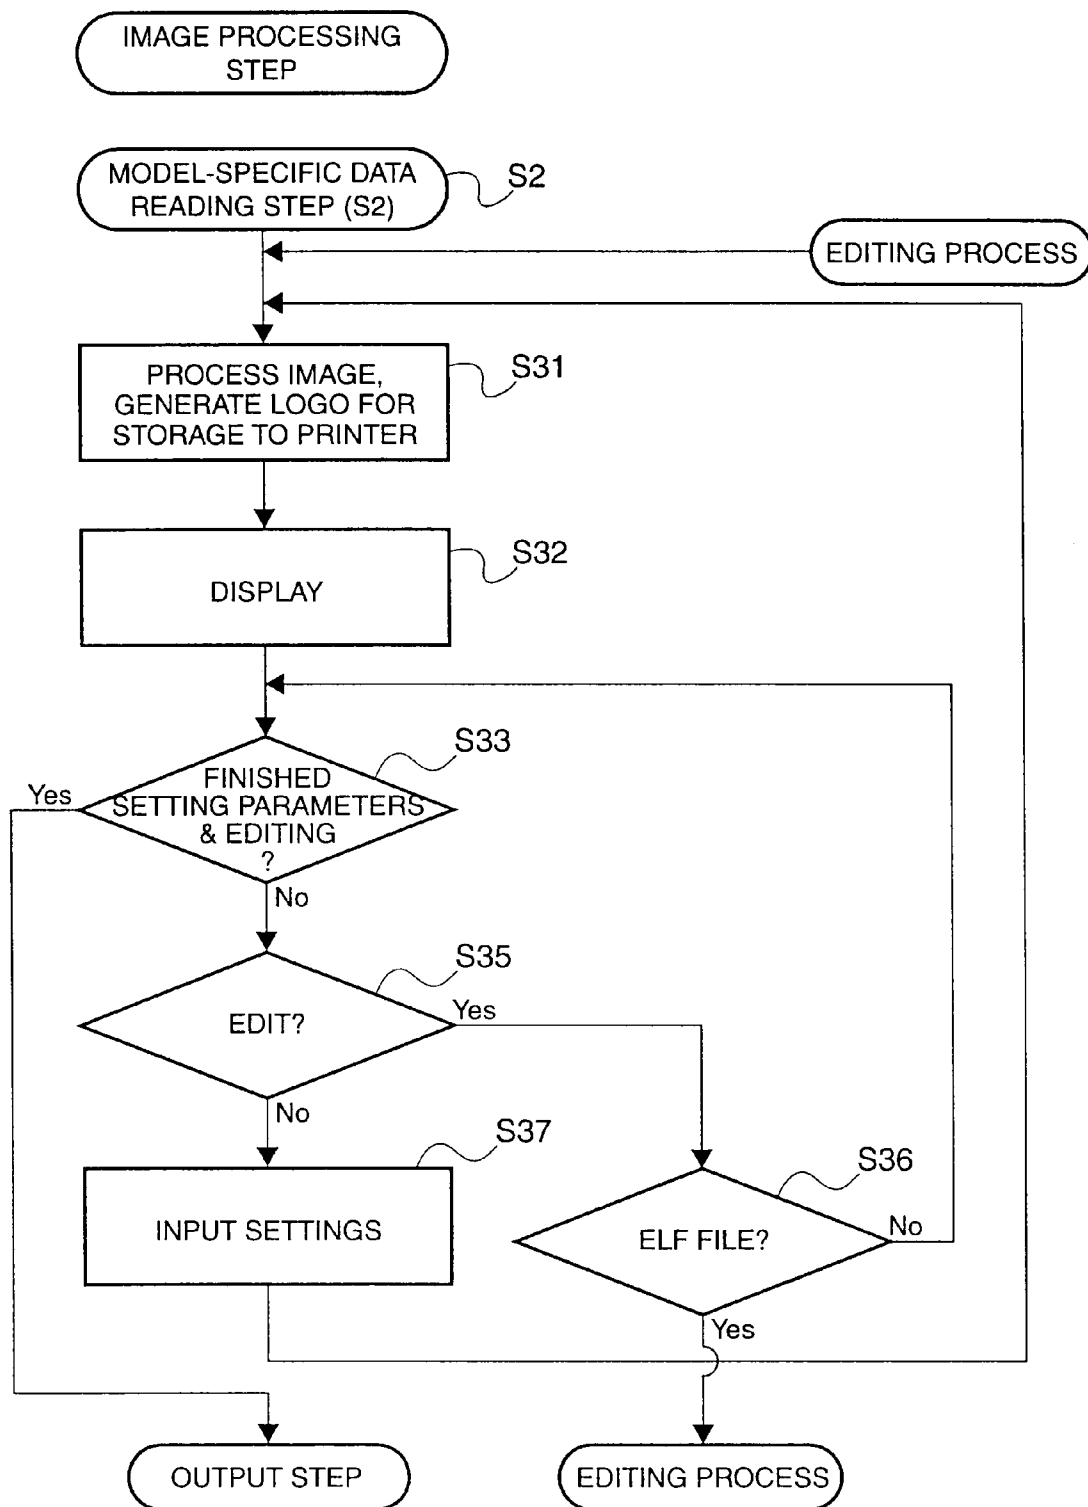 IMAGE PROCESSING
STEP
MODEL-SPECIFIC DATA
READING STEP (S2)
S2
EDITING PROCESS
PROCESS IMAGE,
GENERATE LOGO FOR
STORAGE TO PRINTER
S31
DISPLAY
S32
FINISHED
SETTING PARAMETERS
& EDITING
?
S33
Yes
No
EDIT?
S35
Yes
No
INPUT SETTINGS
S37
ELF FILE?
S36
No
Yes
OUTPUT STEP
EDITING PROCESS